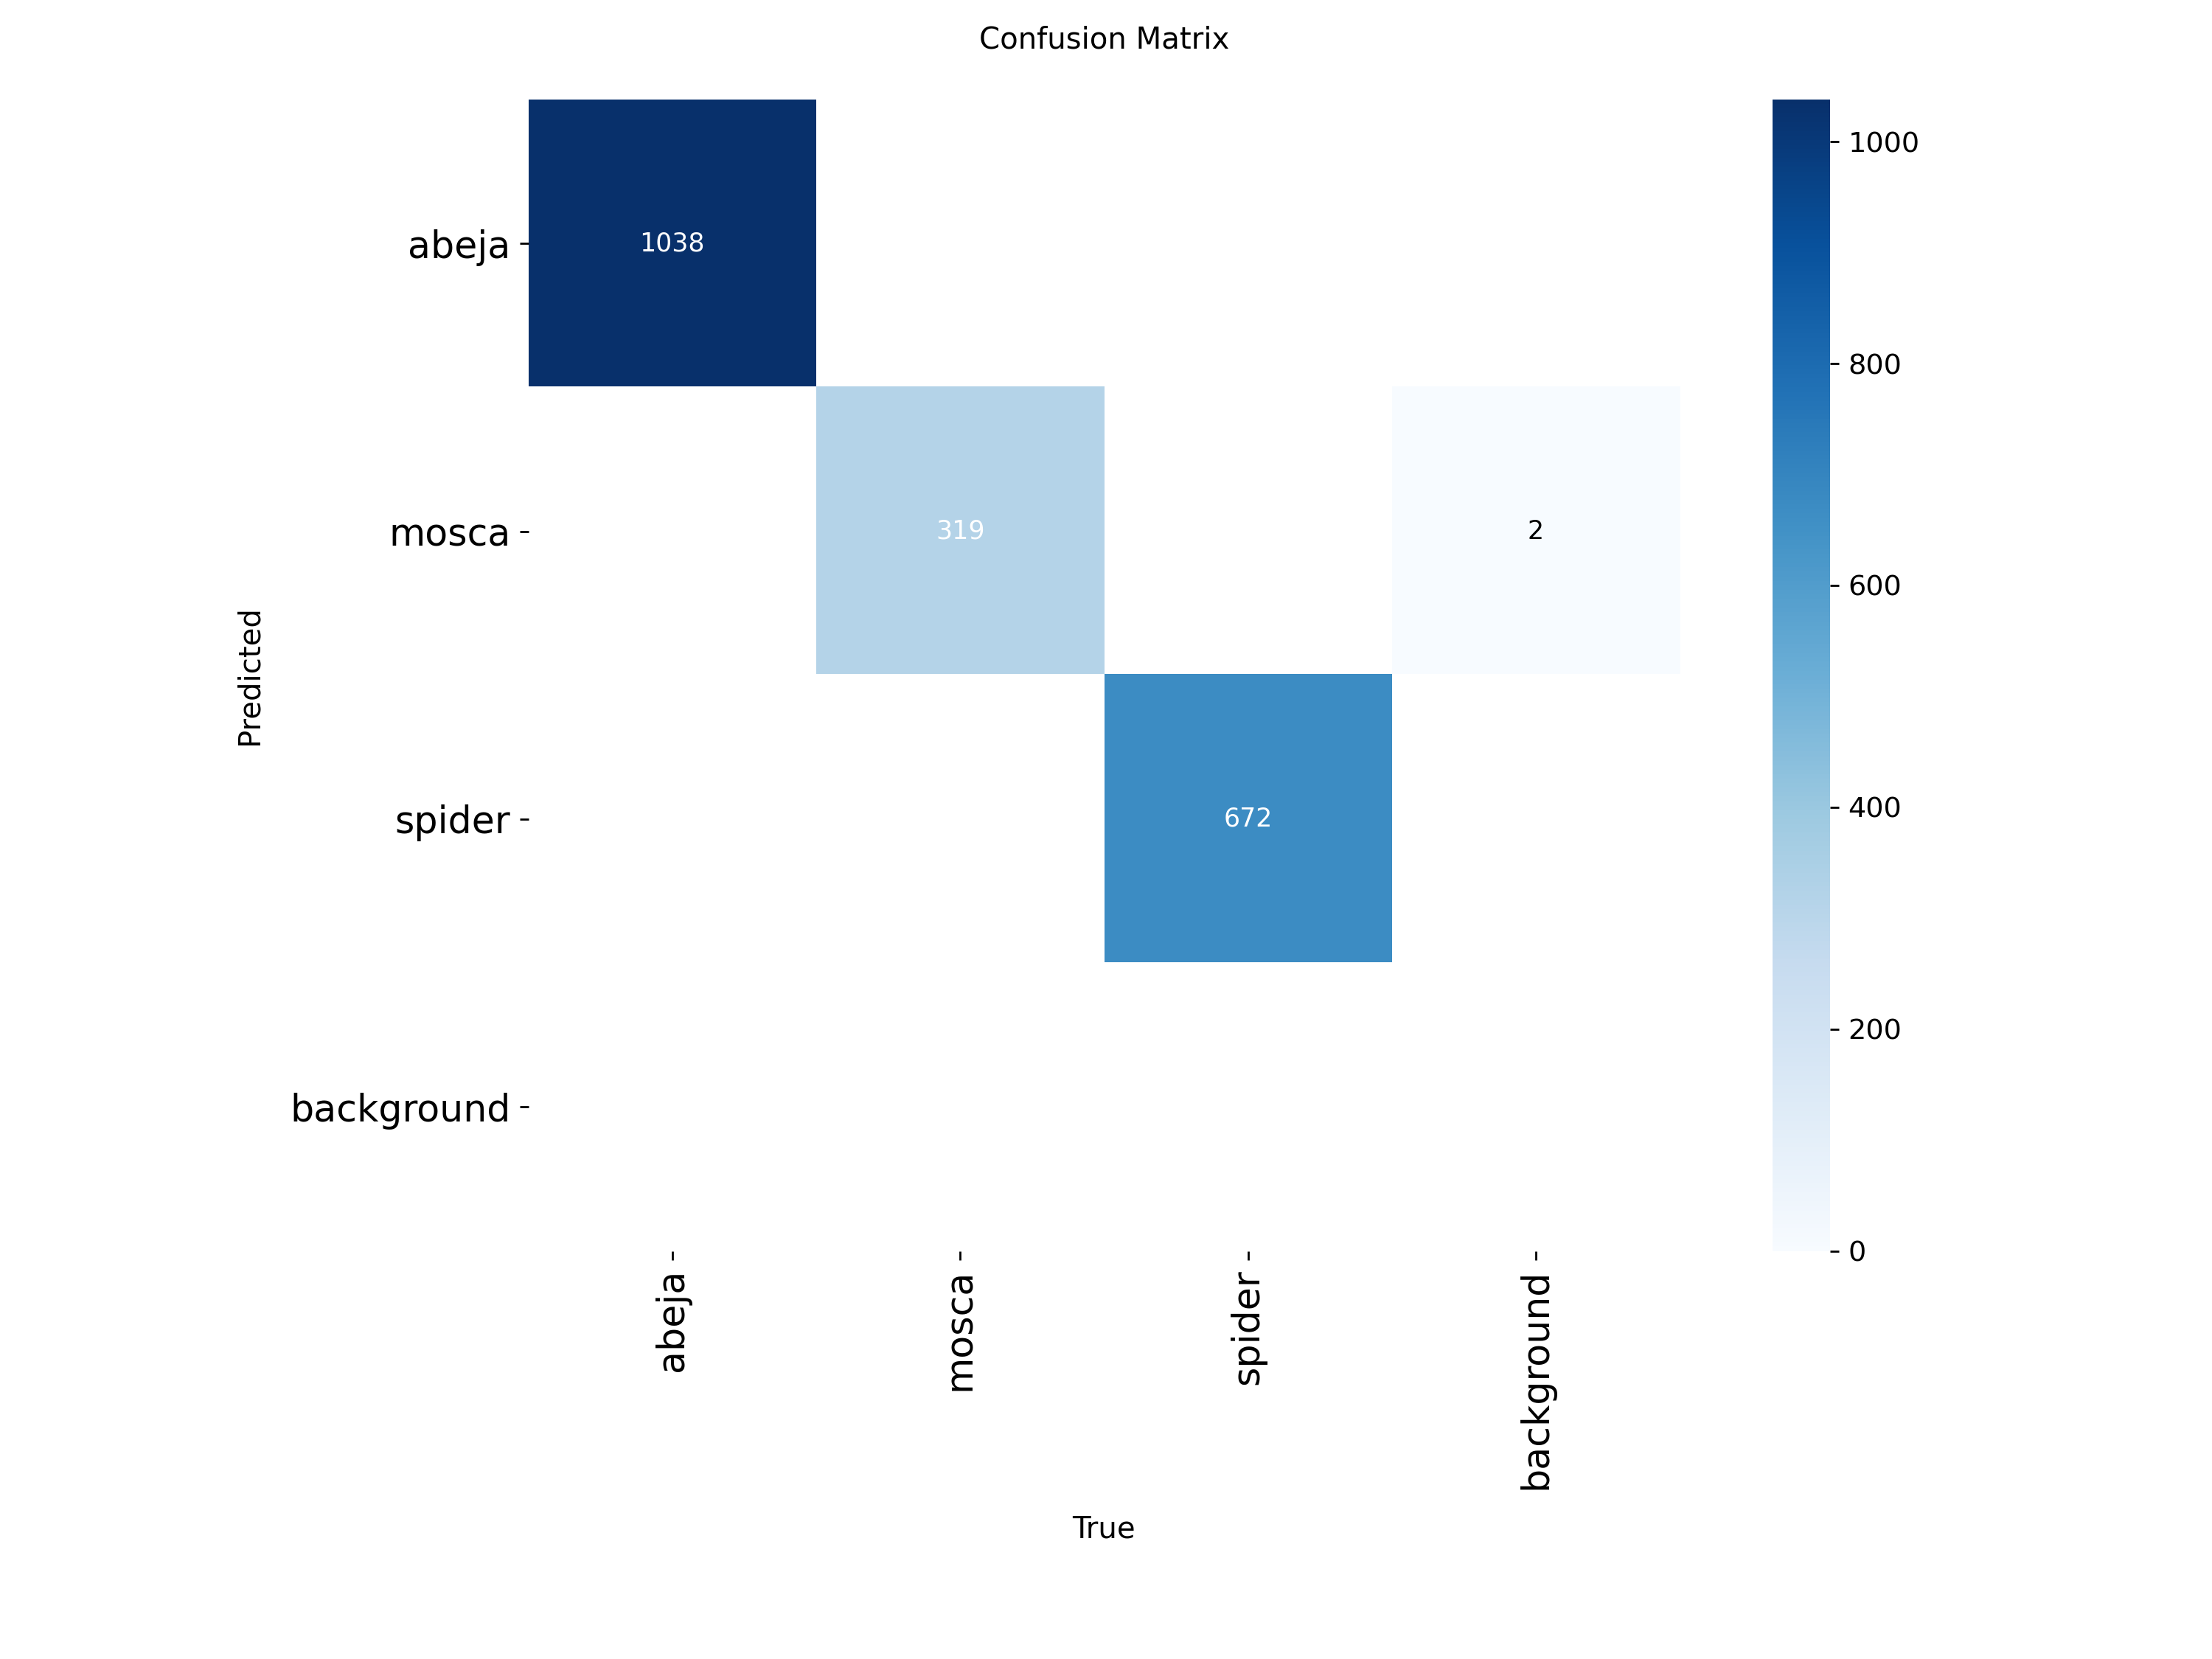 Confusion Matrix
abeja
1038
mosca
319
2
spider
672
background
Predicted
abeja
mosca
spider
background
True
1000
800
600
400
200
0